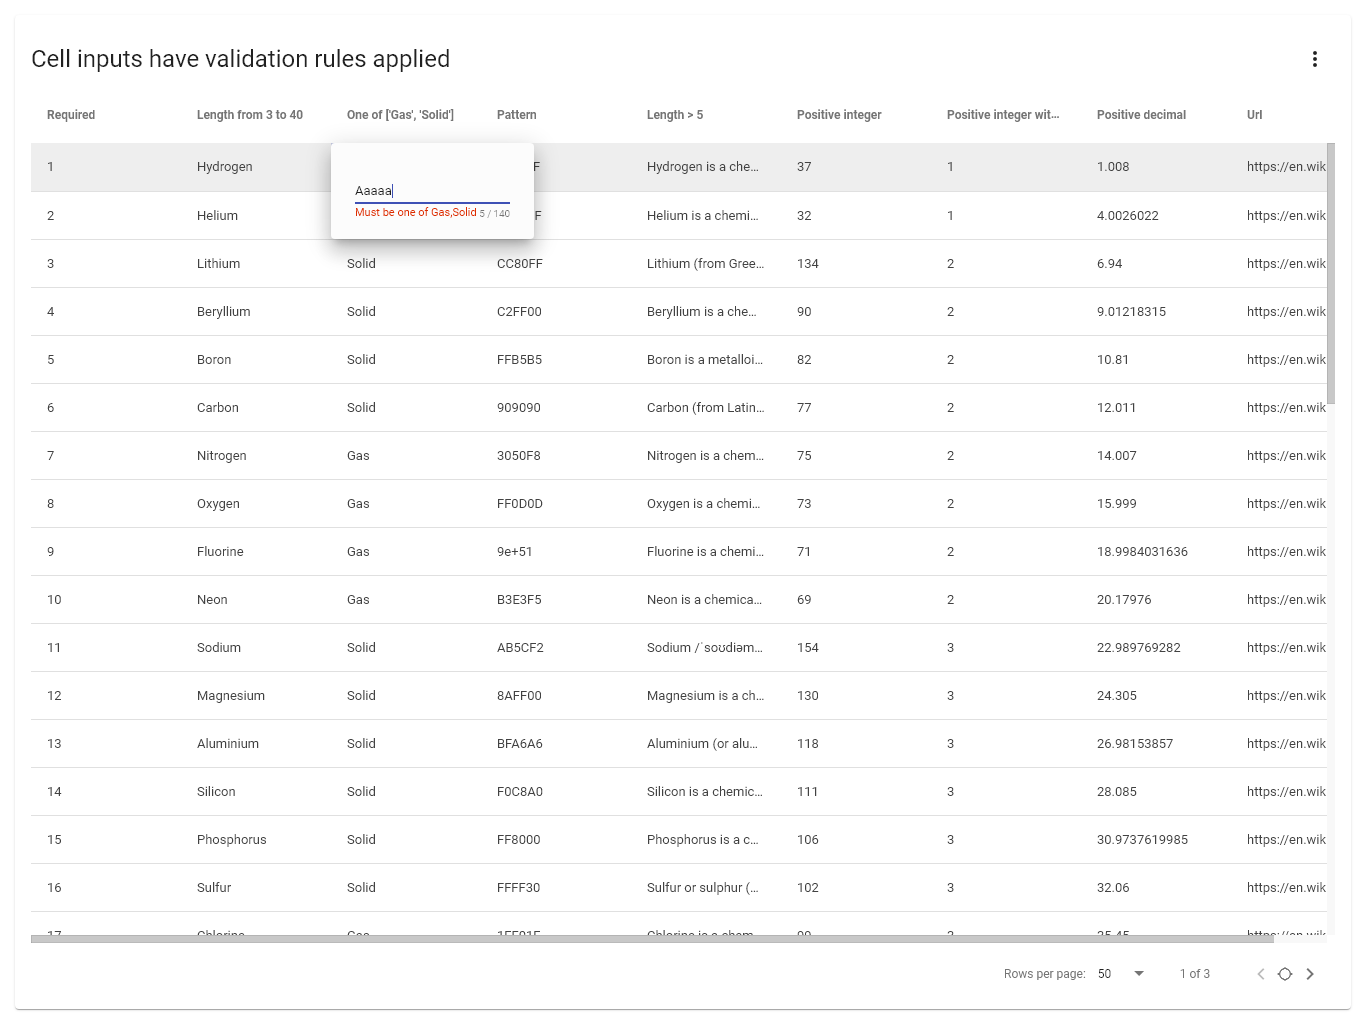 Cell inputs have validation rules applied
Required Length from 3 to 40 One of ['Gas', 'Solid'] Pattern Length > 5 Positive integer Positive integer wit... Positive decimal Url
1 Hydrogen F Hydrogen is a che... 37 1 1.008 https://en.wik
Aaaaa
Must be one of Gas,Solid 5 / 140
2 Helium F Helium is a chemi... 32 1 4.0026022 https://en.wik
3 Lithium Solid CC80FF Lithium (from Gree... 134 2 6.94 https://en.wik
4 Beryllium Solid C2FF00 Beryllium is a che... 90 2 9.01218315 https://en.wik
5 Boron Solid FFB5B5 Boron is a metalloi... 82 2 10.81 https://en.wik
6 Carbon Solid 909090 Carbon (from Latin... 77 2 12.011 https://en.wik
7 Nitrogen Gas 3050F8 Nitrogen is a chem... 75 2 14.007 https://en.wik
8 Oxygen Gas FF0D0D Oxygen is a chemi... 73 2 15.999 https://en.wik
9 Fluorine Gas 9e+51 Fluorine is a chemi... 71 2 18.9984031636 https://en.wik
10 Neon Gas B3E3F5 Neon is a chemica... 69 2 20.17976 https://en.wik
11 Sodium Solid AB5CF2 Sodium /ˈsoʊdiəm... 154 3 22.989769282 https://en.wik
12 Magnesium Solid 8AFF00 Magnesium is a ch... 130 3 24.305 https://en.wik
13 Aluminium Solid BFA6A6 Aluminium (or alu... 118 3 26.98153857 https://en.wik
14 Silicon Solid F0C8A0 Silicon is a chemic... 111 3 28.085 https://en.wik
15 Phosphorus Solid FF8000 Phosphorus is a c... 106 3 30.9737619985 https://en.wik
16 Sulfur Solid FFFF30 Sulfur or sulphur (... 102 3 32.06 https://en.wik
17 Chlorine Gas Chlorine is a chem... 35.45 https://en.wik
Rows per page: 50 1 of 3